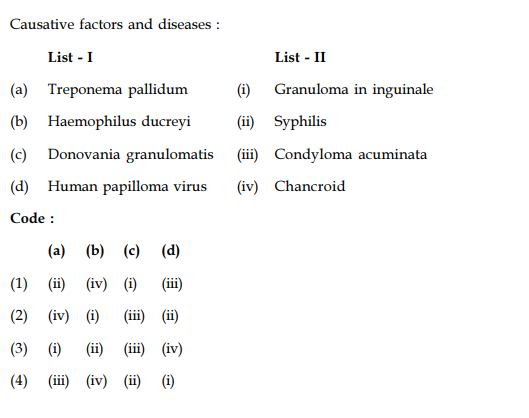 Causative factors and diseases :
List - I List - II
(a) Treponema pallidum (i) Granuloma in inguinale
(b) Haemophilus ducreyi (ii) Syphilis
(c) Donovania granulomatis (iii) Condyloma acuminata
(d) Human papilloma virus (iv) Chancroid
Code :
(a) (b) (c) (d)
(1) (ii) (iv) (i) (iii)
(2) (iv) (i) (iii) (ii)
(3) (i) (ii) (iii) (iv)
(4) (iii) (iv) (ii) (i)